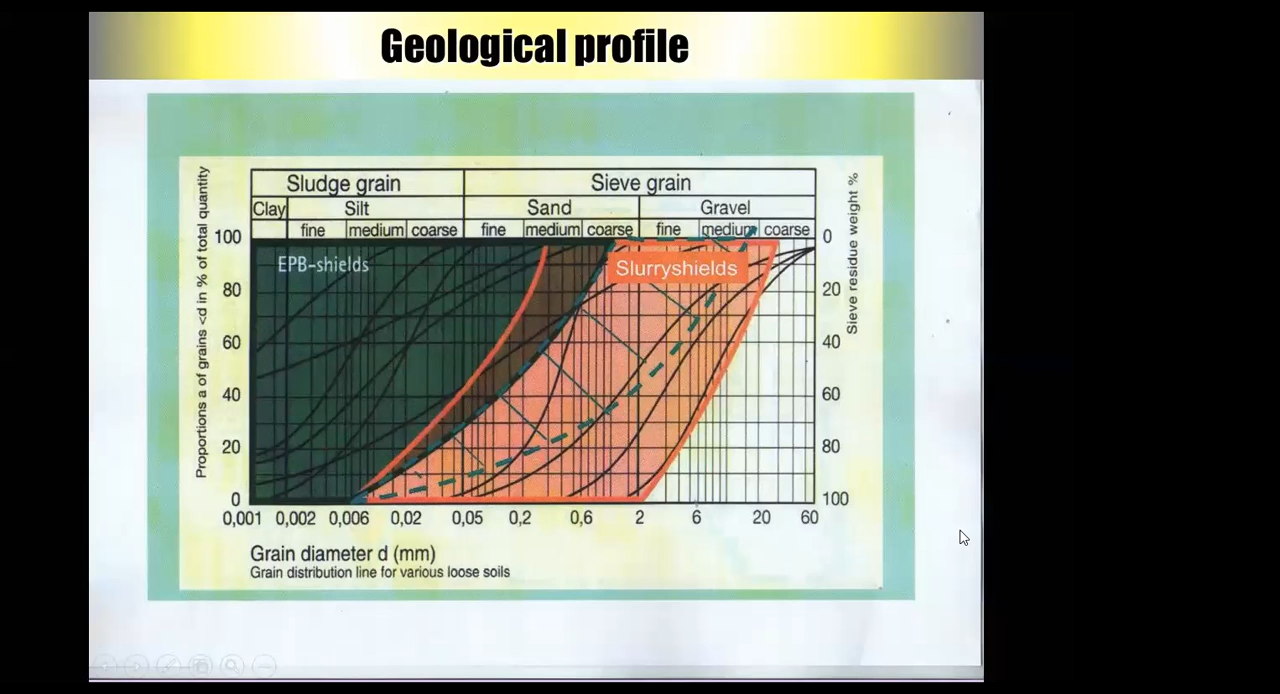 Geological profile
Proportions a of grains <d in % of total quantity
Sludge grain Sieve grain
Clay Silt Sand Gravel
fine medium coarse fine medium coarse fine medium coarse
100 0
EPB-shields Slurryshields
80 20
60 40
40 60
20 80
0 100
Sieve residue weight %
0,001 0,002 0,006 0,02 0,05 0,2 0,6 2 6 20 60
Grain diameter d (mm)
Grain distribution line for various loose soils